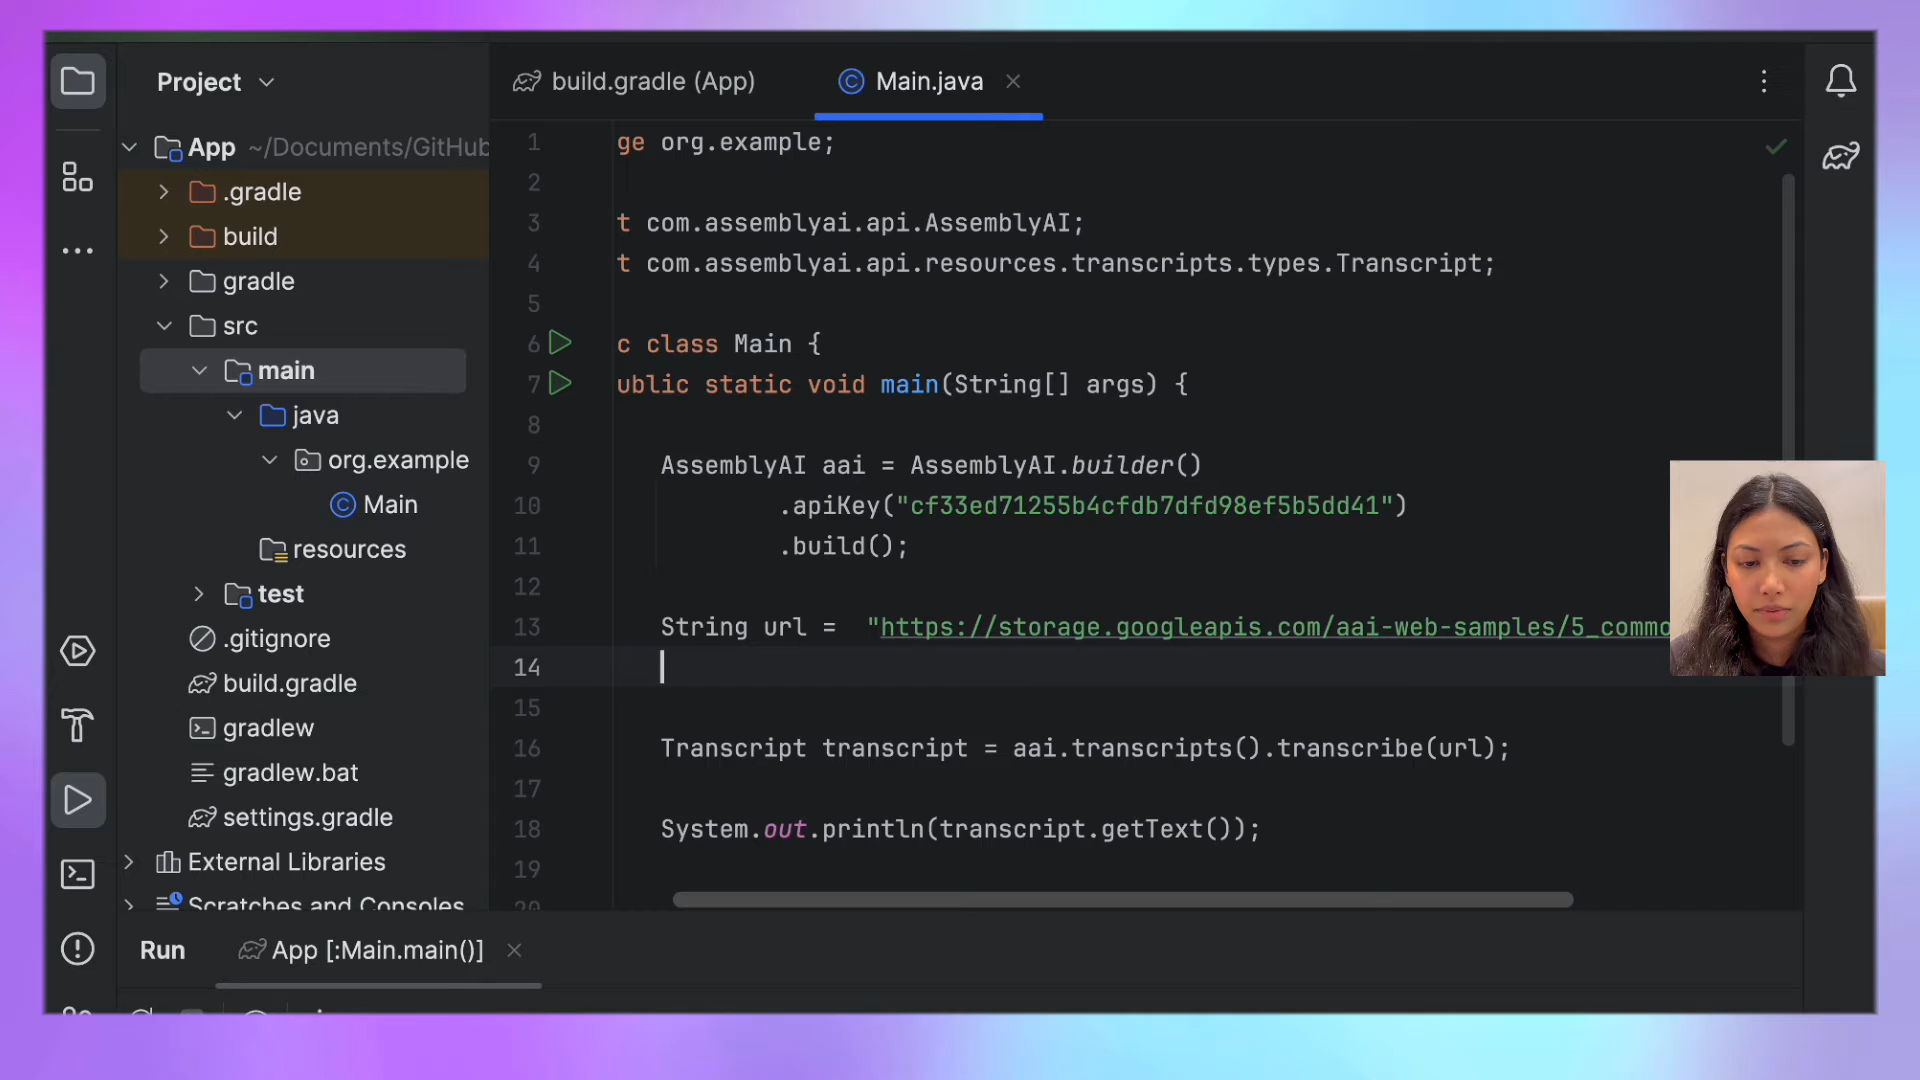 Project
build.gradle (App)
Main.java
App ~/Documents/GitHub
.gradle
build
gradle
src
main
java
org.example
Main
resources
test
.gitignore
build.gradle
gradlew
gradlew.bat
settings.gradle
External Libraries
Scratches and Consoles
1 ge org.example;
2
3 t com.assemblyai.api.AssemblyAI;
4 t com.assemblyai.api.resources.transcripts.types.Transcript;
5
6 c class Main {
7 ublic static void main(String[] args) {
8
9 AssemblyAI aai = AssemblyAI.builder()
10 .apiKey("cf33ed71255b4cfdb7dfd98ef5b5dd41")
11 .build();
12
13 String url = "https://storage.googleapis.com/aai-web-samples/5_commo
14
15
16 Transcript transcript = aai.transcripts().transcribe(url);
17
18 System.out.println(transcript.getText());
19
20
Run
App [:Main.main()]